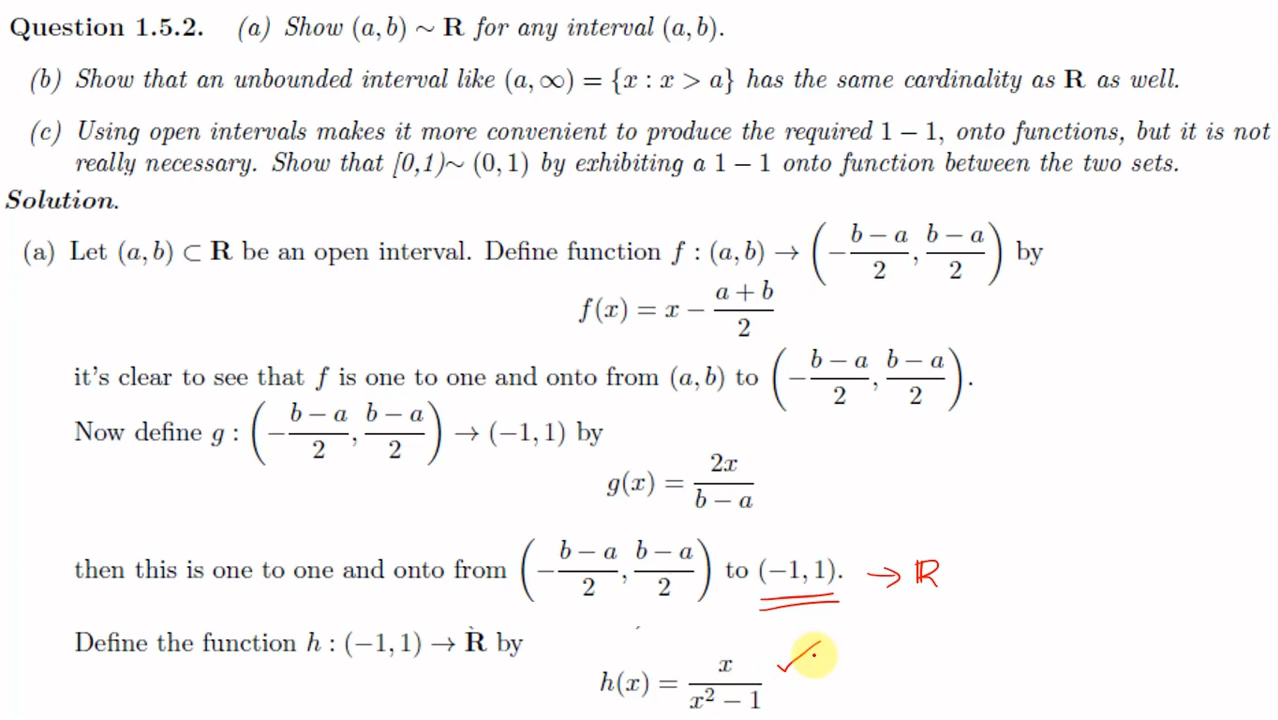 Question 1.5.2. (a) Show (a, b) ∼ R for any interval (a, b).
(b) Show that an unbounded interval like (a, ∞) = {x : x > a} has the same cardinality as R as well.
(c) Using open intervals makes it more convenient to produce the required 1 − 1, onto functions, but it is not
really necessary. Show that [0,1)∼ (0, 1) by exhibiting a 1 − 1 onto function between the two sets.
Solution.
(a) Let (a, b) ⊂ R be an open interval. Define function f : (a, b) → (−(b − a)/2, (b − a)/2) by
f(x) = x − (a + b)/2
it's clear to see that f is one to one and onto from (a, b) to (−(b − a)/2, (b − a)/2).
Now define g : (−(b − a)/2, (b − a)/2) → (−1, 1) by
g(x) = 2x/(b − a)
then this is one to one and onto from (−(b − a)/2, (b − a)/2) to (−1, 1). → ℝ
Define the function h : (−1, 1) → R by
h(x) = x/(x² − 1) ✓